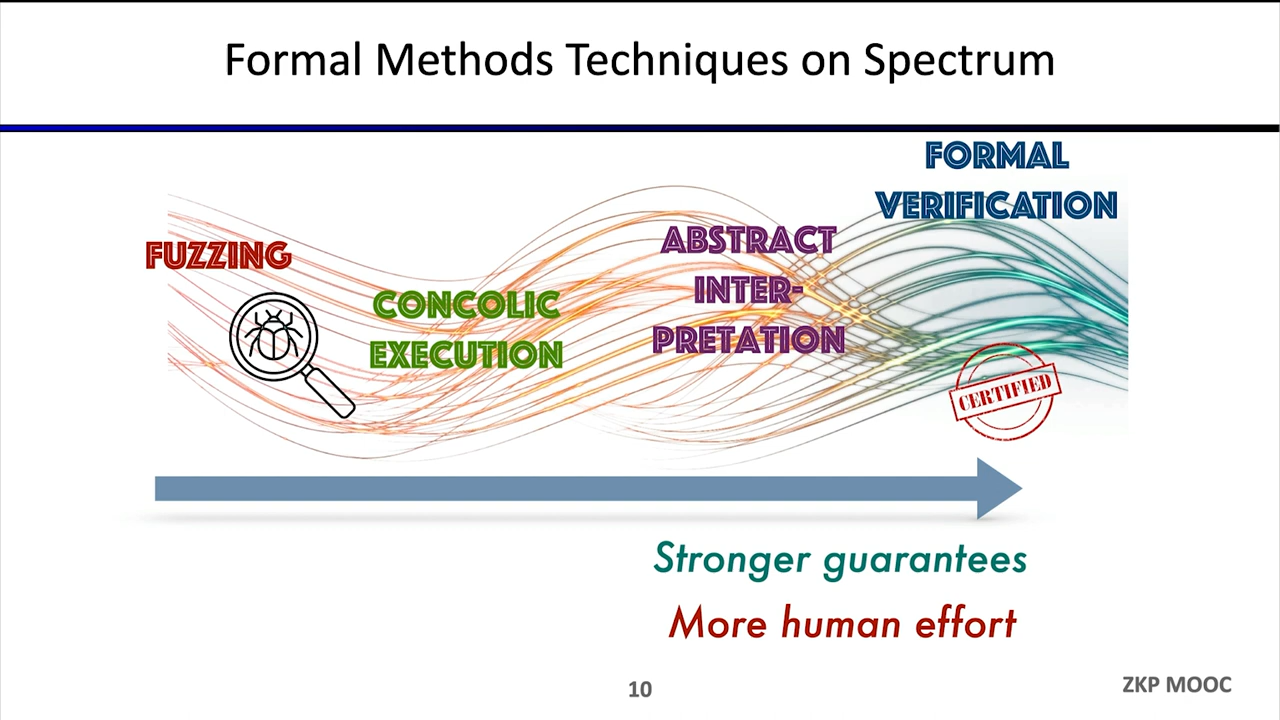 Formal Methods Techniques on Spectrum
FORMAL
VERIFICATION
FUZZING
ABSTRACT
INTER-
PRETATION
CONCOLIC
EXECUTION
CERTIFIED
Stronger guarantees
More human effort
10
ZKP MOOC